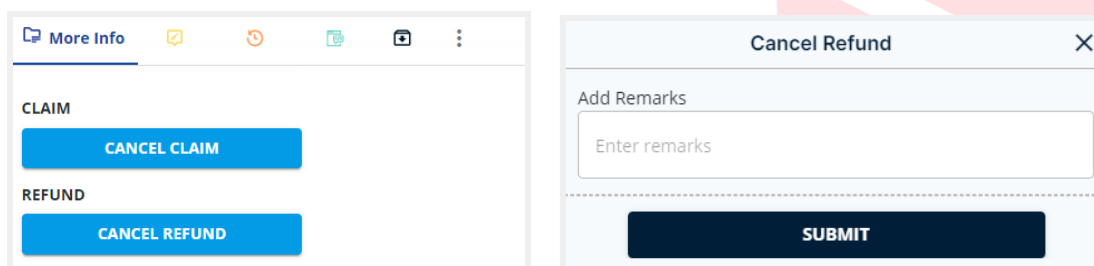 More Info
CLAIM
CANCEL CLAIM
REFUND
CANCEL REFUND
Cancel Refund
Add Remarks
Enter remarks
SUBMIT